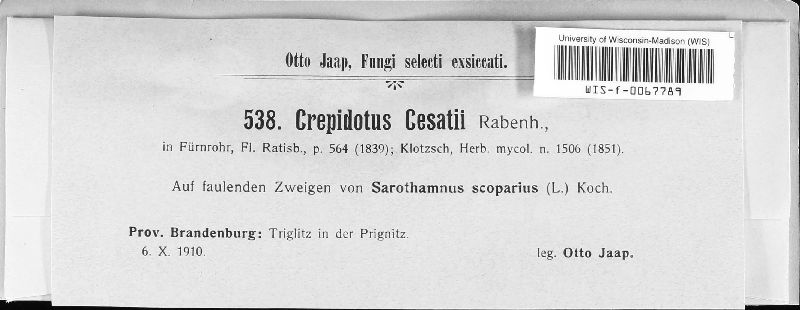 University of Wisconsin-Madison (WIS)
WIS-f-0067789
Otto Jaap, Fungi selecti exsiccati.
538. Crepidotus Cesatii Rabenh.,
in Fürnrohr, Fl. Ratisb., p. 564 (1839); Klotzsch, Herb. mycol. n. 1506 (1851).
Auf faulenden Zweigen von Sarothamnus scoparius (L.) Koch.
Prov. Brandenburg: Triglitz in der Prignitz.
6. X. 1910.
leg. Otto Jaap.